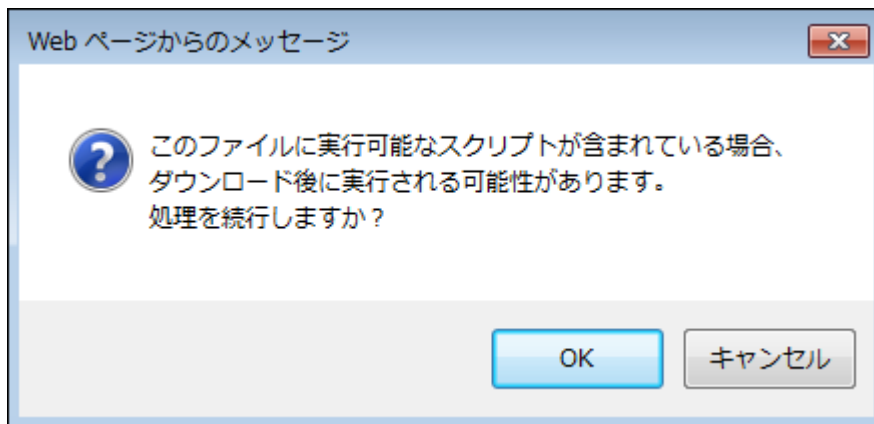 Web ページからのメッセージ
このファイルに実行可能なスクリプトが含まれている場合、
ダウンロード後に実行される可能性があります。
処理を続行しますか？
OK
キャンセル